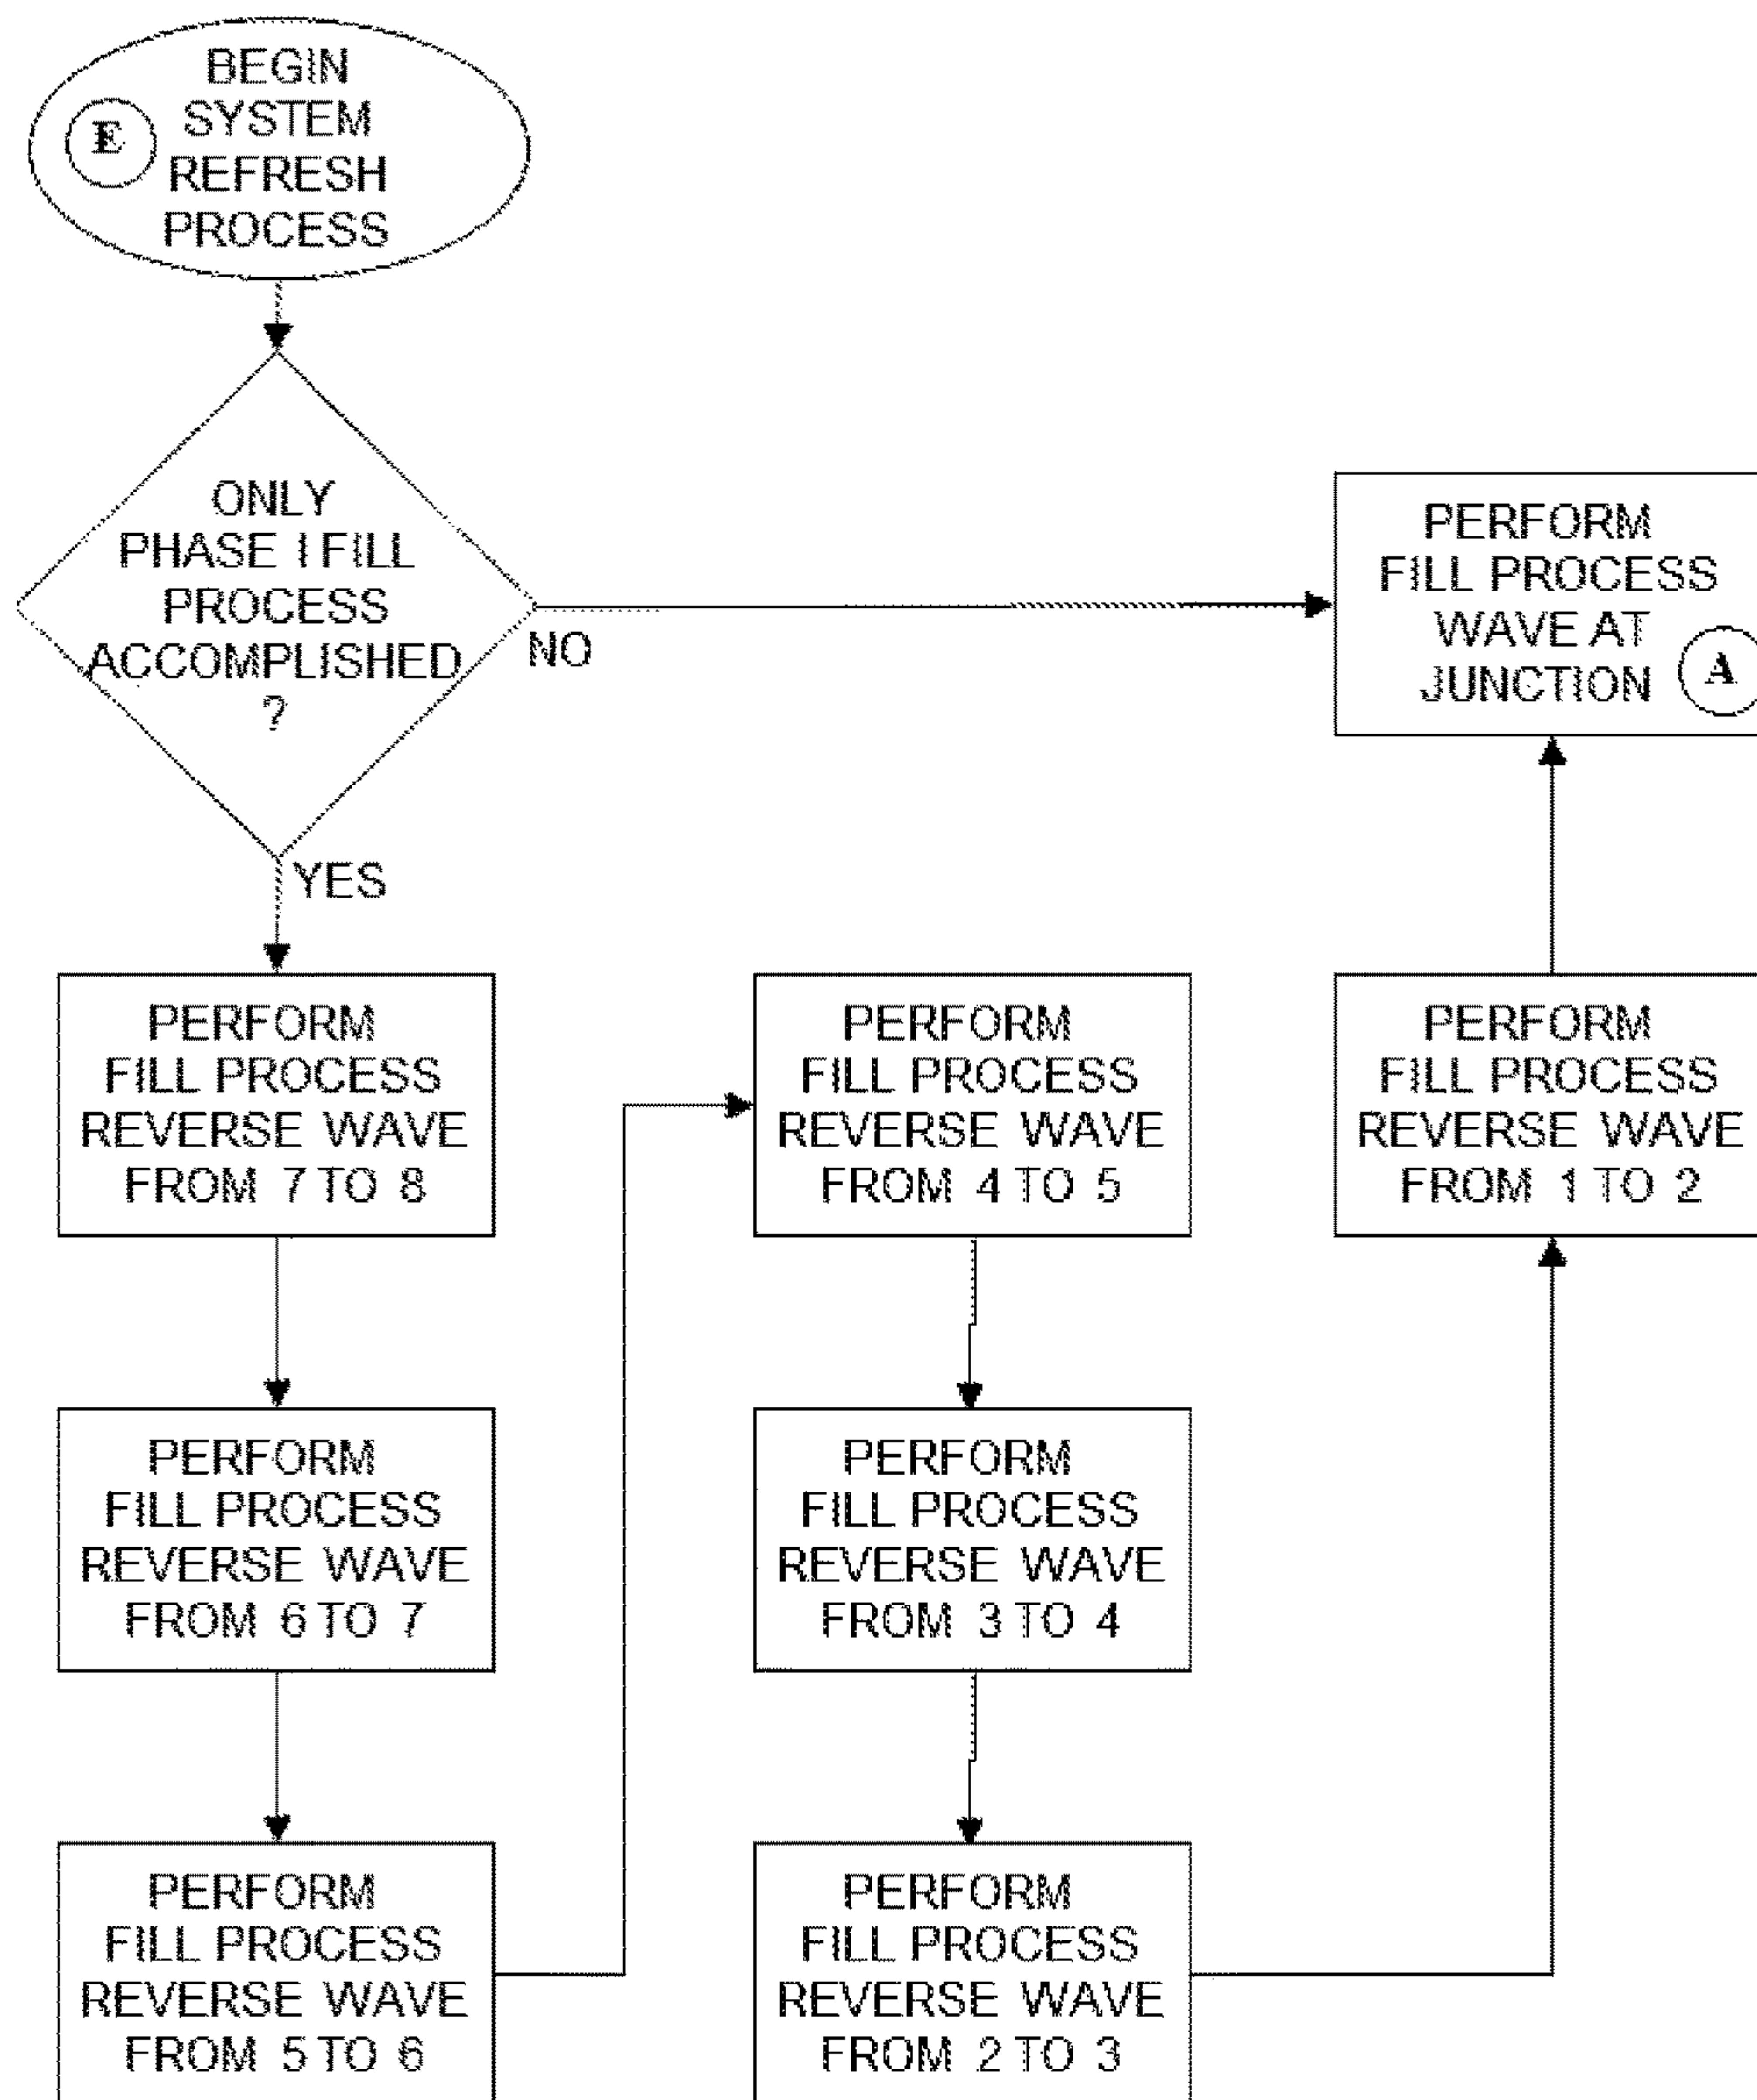 BEGIN
SYSTEM
REFRESH
PROCESS
E
ONLY
PHASE I FILL
PROCESS
ACCOMPLISHED
?
NO
YES
PERFORM
FILL PROCESS
WAVE AT
JUNCTION
A
PERFORM
FILL PROCESS
REVERSE WAVE
FROM 7 TO 8
PERFORM
FILL PROCESS
REVERSE WAVE
FROM 6 TO 7
PERFORM
FILL PROCESS
REVERSE WAVE
FROM 5 TO 6
PERFORM
FILL PROCESS
REVERSE WAVE
FROM 4 TO 5
PERFORM
FILL PROCESS
REVERSE WAVE
FROM 3 TO 4
PERFORM
FILL PROCESS
REVERSE WAVE
FROM 2 TO 3
PERFORM
FILL PROCESS
REVERSE WAVE
FROM 1 TO 2